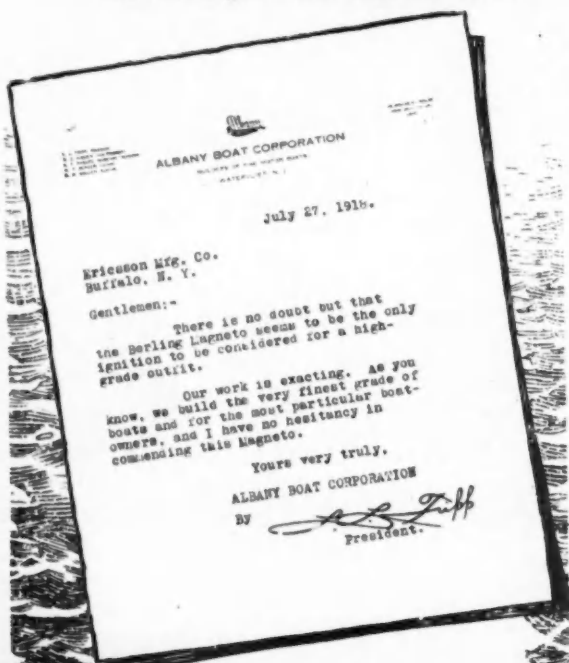 ALBANY BOAT CORPORATION
WATERVLIET, N. Y.
July 27, 1918.
Ericsson Mfg. Co.
Buffalo, N. Y.
Gentlemen:-
There is no doubt but that
the Berling Magneto seems to be the only
ignition to be considered for a high-
grade outfit.
Our work is exacting. As you
know, we build the very finest grade of
boats and for the most particular boat-
owners, and I have no hesitancy in
commending this Magneto.
Yours very truly,
ALBANY BOAT CORPORATION
By
President.